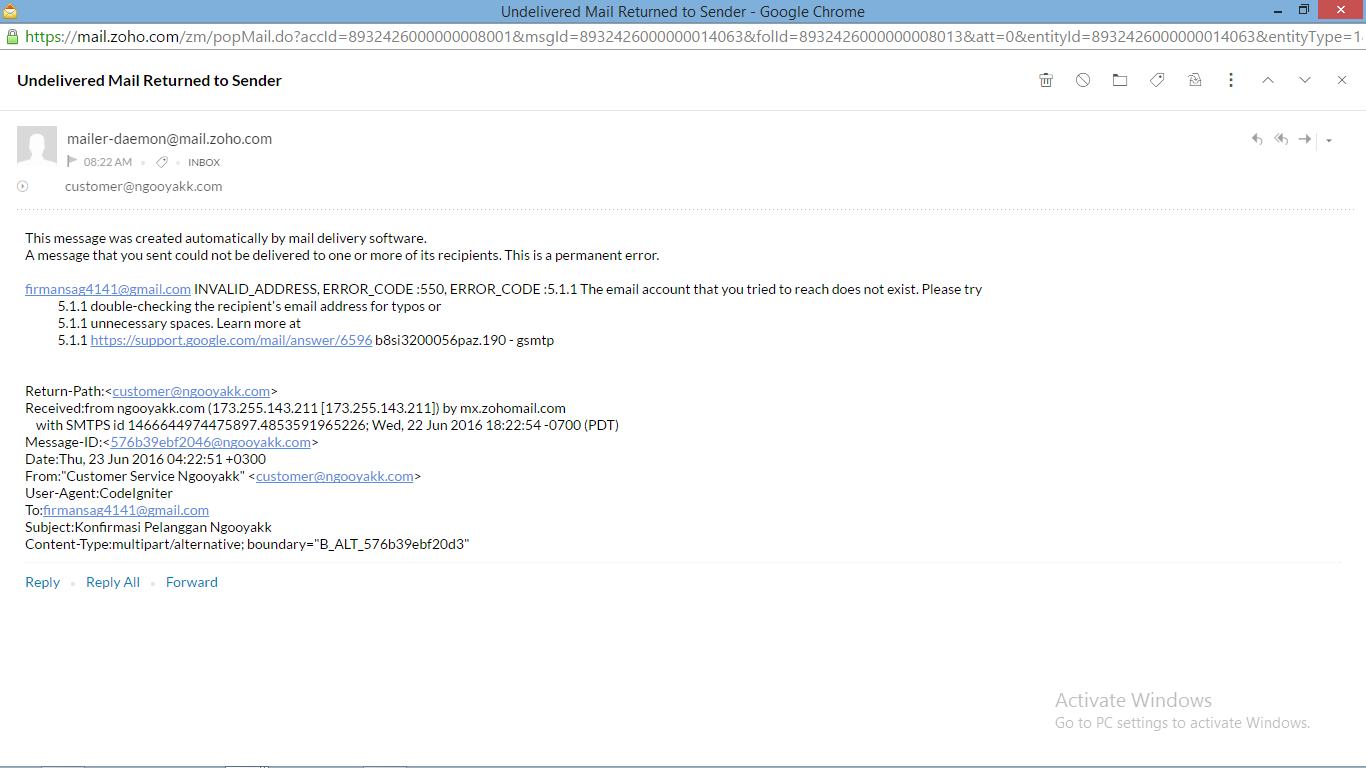 Undelivered Mail Returned to Sender - Google Chrome
https://mail.zoho.com/zm/popMail.do?accId=8932426000000008001&msgId=8932426000000014063&folId=8932426000000008013&att=0&entityId=8932426000000014063&entityType=1
Undelivered Mail Returned to Sender
mailer-daemon@mail.zoho.com
08:22 AM INBOX
customer@ngooyakk.com
This message was created automatically by mail delivery software.
A message that you sent could not be delivered to one or more of its recipients. This is a permanent error.
firmansag4141@gmail.com INVALID_ADDRESS, ERROR_CODE :550, ERROR_CODE :5.1.1 The email account that you tried to reach does not exist. Please try
5.1.1 double-checking the recipient's email address for typos or
5.1.1 unnecessary spaces. Learn more at
5.1.1 https://support.google.com/mail/answer/6596 b8si3200056paz.190 - gsmtp
Return-Path:<customer@ngooyakk.com>
Received:from ngooyakk.com (173.255.143.211 [173.255.143.211]) by mx.zohomail.com
with SMTPS id 1466644974475897.4853591965226; Wed, 22 Jun 2016 18:22:54 -0700 (PDT)
Message-ID:<576b39ebf2046@ngooyakk.com>
Date:Thu, 23 Jun 2016 04:22:51 +0300
From:"Customer Service Ngooyakk" <customer@ngooyakk.com>
User-Agent:CodeIgniter
To:firmansag4141@gmail.com
Subject:Konfirmasi Pelanggan Ngooyakk
Content-Type:multipart/alternative; boundary="B_ALT_576b39ebf20d3"
Reply Reply All Forward
Activate Windows
Go to PC settings to activate Windows.